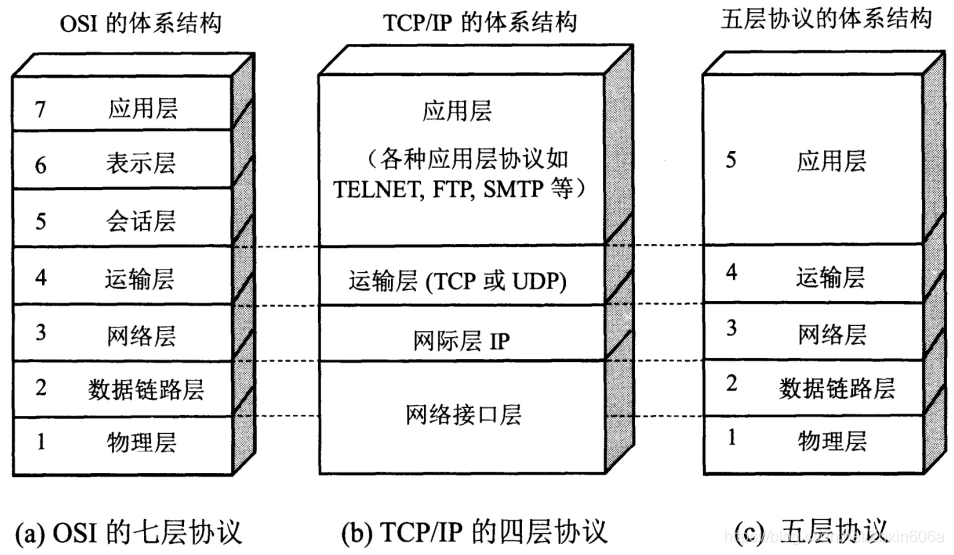 OSI 的体系结构
7 应用层
6 表示层
5 会话层
4 运输层
3 网络层
2 数据链路层
1 物理层
(a) OSI 的七层协议
TCP/IP 的体系结构
应用层
（各种应用层协议如
TELNET, FTP, SMTP 等）
运输层 (TCP 或 UDP)
网际层 IP
网络接口层
(b) TCP/IP 的四层协议
五层协议的体系结构
5 应用层
4 运输层
3 网络层
2 数据链路层
1 物理层
(c) 五层协议